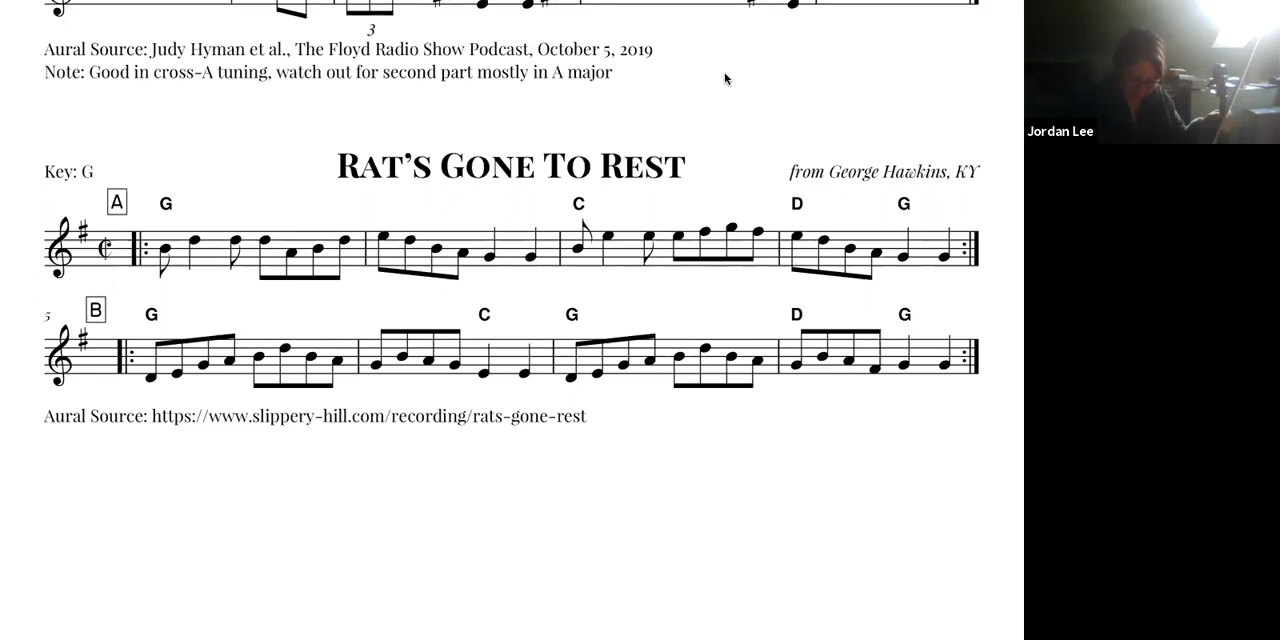 3
Aural Source: Judy Hyman et al., The Floyd Radio Show Podcast, October 5, 2019
Note: Good in cross-A tuning, watch out for second part mostly in A major
Jordan Lee
Key: G
RAT'S GONE TO REST
from George Hawkins, KY
A
G C D G
5
B
G C G D G
Aural Source: https://www.slippery-hill.com/recording/rats-gone-rest